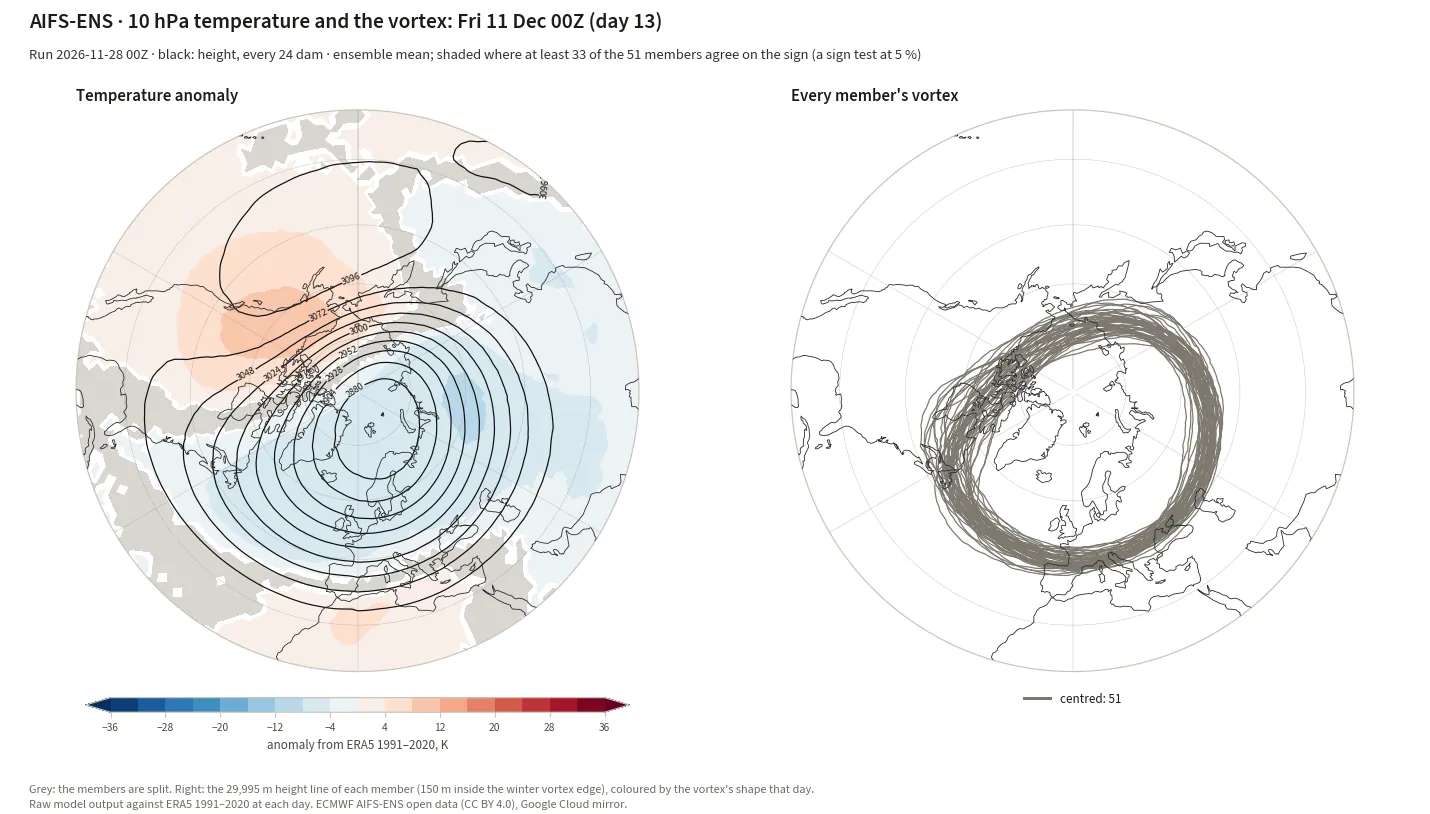 AIFS-ENS · 10 hPa temperature and the vortex: Fri 11 Dec 00Z (day 13)
Run 2026-11-28 00Z · black: height, every 24 dam · ensemble mean; shaded where at least 33 of the 51 members agree on the sign (a sign test at 5 %)
Temperature anomaly
Every member's vortex
3096
3096
3072
3000
2952
3048
3024
2928
2880
centred: 51
−36 −28 −20 −12 −4 4 12 20 28 36
anomaly from ERA5 1991–2020, K
Grey: the members are split. Right: the 29,995 m height line of each member (150 m inside the winter vortex edge), coloured by the vortex's shape that day.
Raw model output against ERA5 1991–2020 at each day. ECMWF AIFS-ENS open data (CC BY 4.0), Google Cloud mirror.